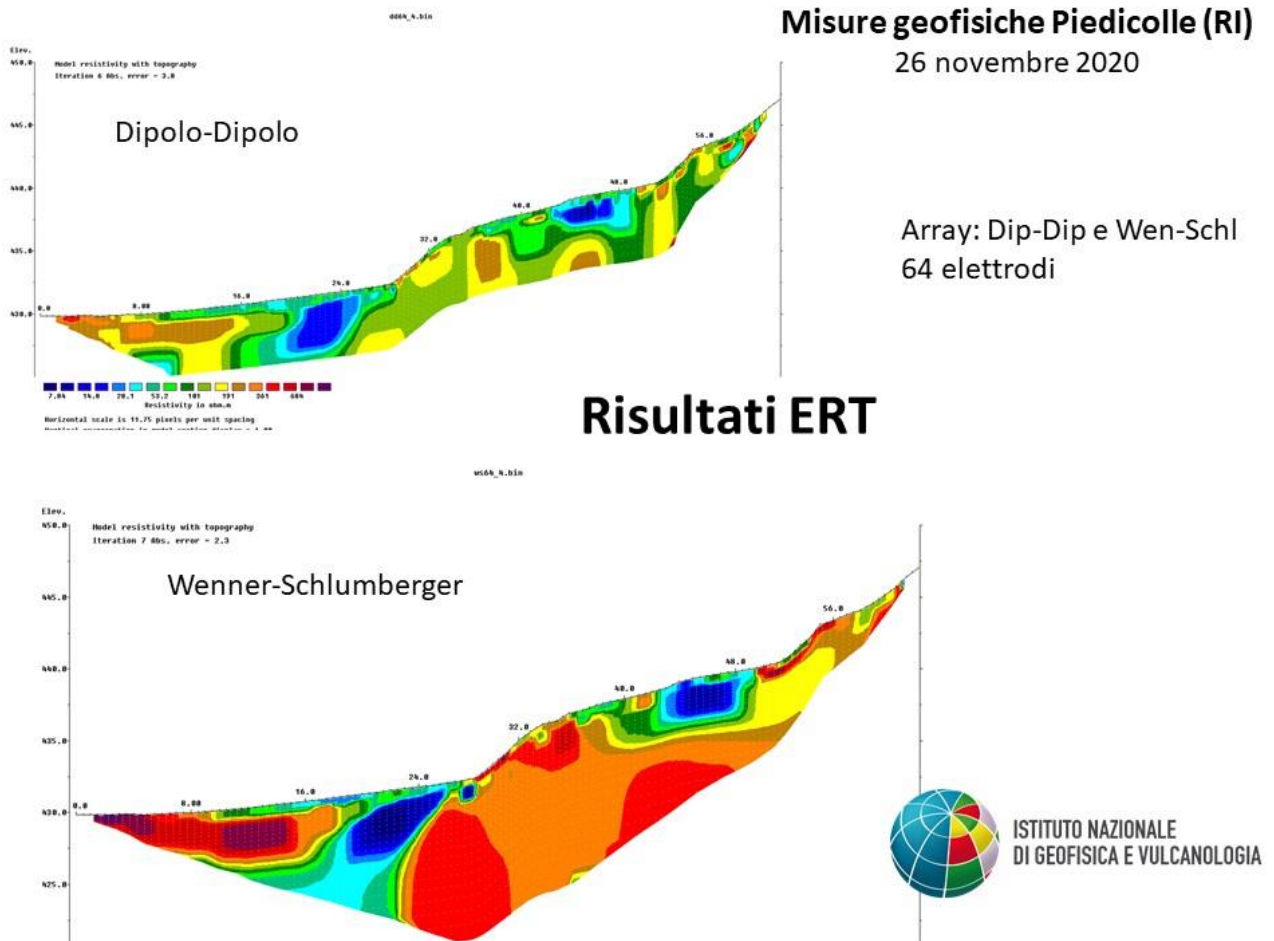 dd64_4.bin
Misure geofisiche Piedicolle (RI)
26 novembre 2020
Elev.
450.0
Model resistivity with topography
Iteration 6 Abs. error = 3.0
Dipolo-Dipolo
445.0
56.0
440.0
48.0
40.0
Array: Dip-Dip e Wen-Schl
64 elettrodi
435.0
32.0
24.0
16.0
8.00
0.0
430.0
7.04 14.0 28.1 53.2 101 191 361 684
Resistivity in ohm.m
Horizontal scale is 11.75 pixels per unit spacing
Risultati ERT
ws64_4.bin
Elev.
450.0
Model resistivity with topography
Iteration 7 Abs. error = 2.3
Wenner-Schlumberger
445.0
56.0
440.0
48.0
40.0
435.0
32.0
24.0
16.0
8.00
0.0
430.0
425.0
ISTITUTO NAZIONALE
DI GEOFISICA E VULCANOLOGIA